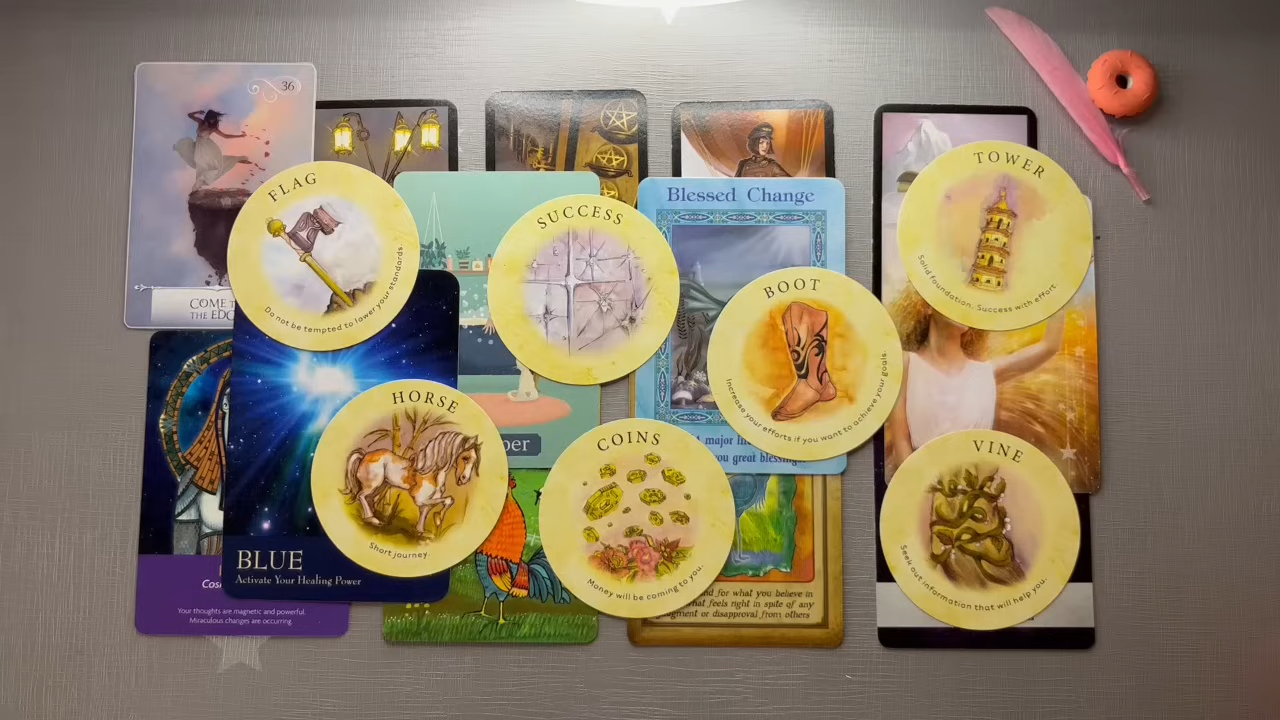 36
COME T
THE EDG
FLAG
Do not be tempted to lower your standards.
SUCCESS
Blessed Change
BOOT
Increase your efforts if you want to achieve your goals.
TOWER
Solid foundation. Success with effort.
HORSE
Short journey.
BLUE
Activate Your Healing Power
Cos
Your thoughts are magnetic and powerful.
Miraculous changes are occurring
per
COINS
Money will be coming to you.
A major li
you great blessings
nd for what you believe in
what feels right in spite of any
gment or disapproval from others
VINE
Seek out information that will help you.